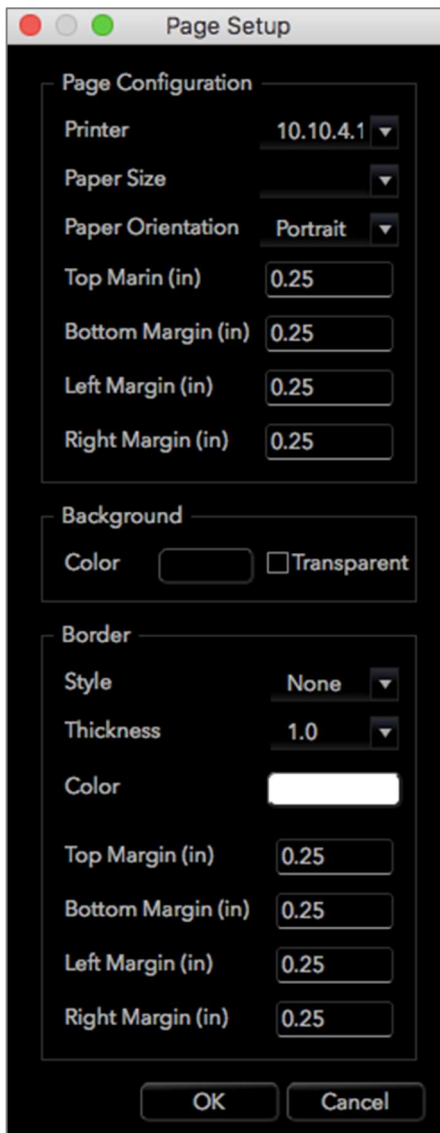 Page Setup
Page Configuration
Printer 10.10.4.1
Paper Size
Paper Orientation Portrait
Top Marin (in) 0.25
Bottom Margin (in) 0.25
Left Margin (in) 0.25
Right Margin (in) 0.25
Background
Color Transparent
Border
Style None
Thickness 1.0
Color
Top Margin (in) 0.25
Bottom Margin (in) 0.25
Left Margin (in) 0.25
Right Margin (in) 0.25
OK Cancel